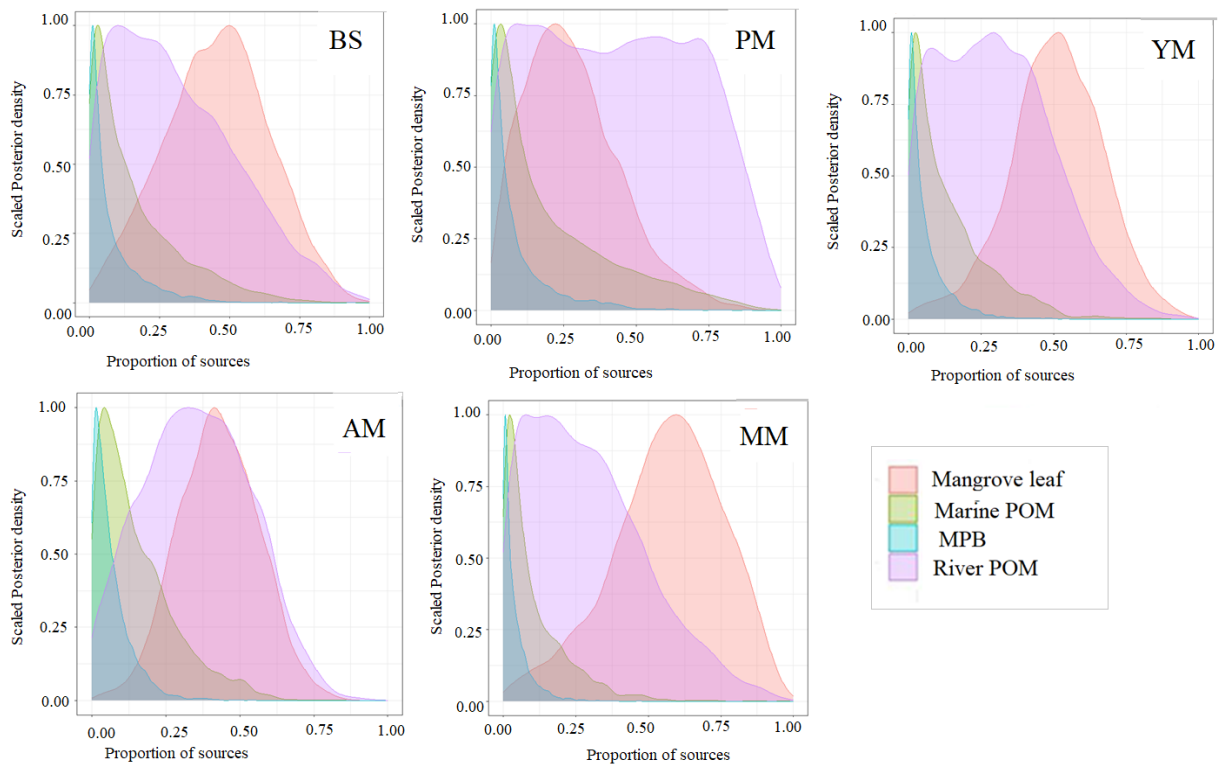 BS
1.00
0.75
0.50
0.25
0.00
Scaled Posterior density
0.00 0.25 0.50 0.75 1.00
Proportion of sources
PM
1.00
0.75
0.50
0.25
0.00
Scaled Posterior density
0.00 0.25 0.50 0.75 1.00
Proportion of sources
YM
1.00
0.75
0.50
0.25
0.00
Scaled Posterior density
0.00 0.25 0.50 0.75 1.00
Proportion of sources
AM
1.00
0.75
0.50
0.25
0.00
Scaled Posterior density
0.00 0.25 0.50 0.75 1.00
Proportion of sources
MM
1.00
0.75
0.50
0.25
0.00
Scaled Posterior density
0.00 0.25 0.50 0.75 1.00
Proportion of sources
Mangrove leaf
Marine POM
MPB
River POM